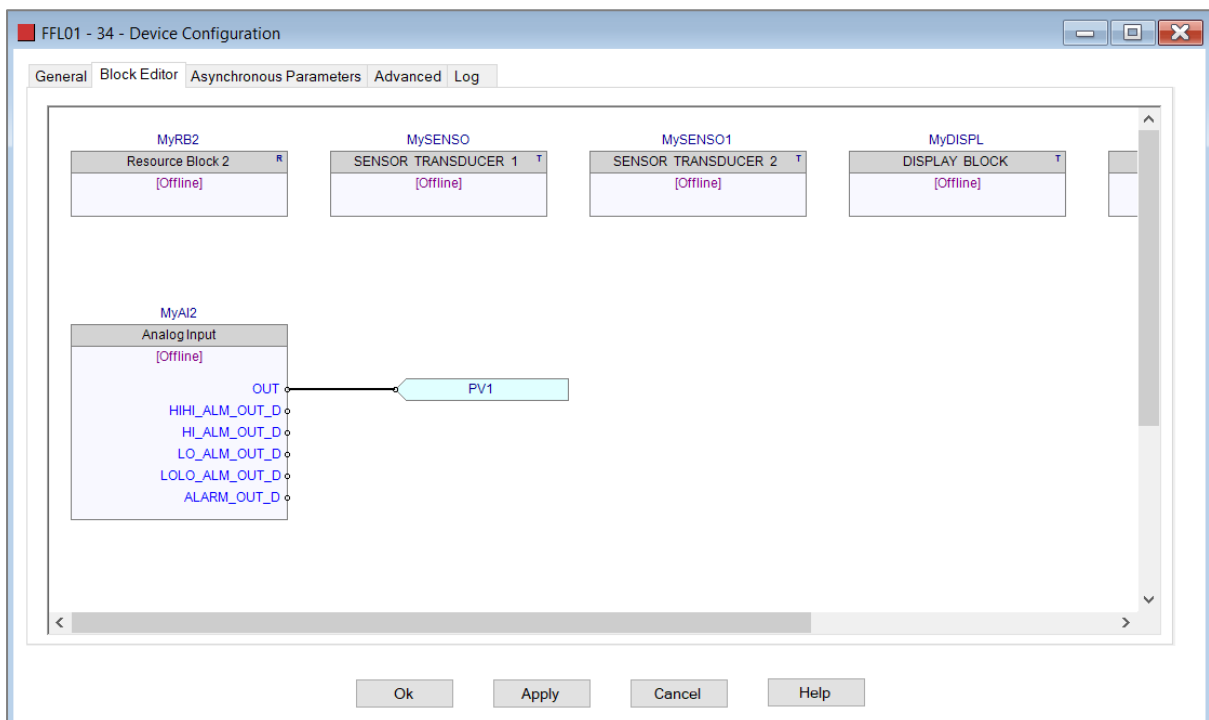 FFL01 - 34 - Device Configuration
General Block Editor Asynchronous Parameters Advanced Log
MyRB2 MySENSO MySENSO1 MyDISPL
Resource Block 2 R SENSOR TRANSDUCER 1 T SENSOR TRANSDUCER 2 T DISPLAY BLOCK T
[Offline] [Offline] [Offline] [Offline]
MyAI2
Analog Input
[Offline]
OUT PV1
HIHI_ALM_OUT_D
HI_ALM_OUT_D
LO_ALM_OUT_D
LOLO_ALM_OUT_D
ALARM_OUT_D
Ok Apply Cancel Help